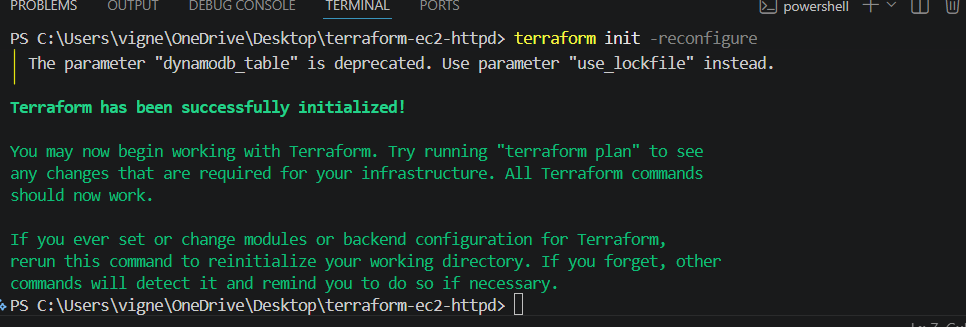 PROBLEMS OUTPUT DEBUG CONSOLE TERMINAL PORTS powershell
PS C:\Users\vigne\OneDrive\Desktop\terraform-ec2-httpd> terraform init -reconfigure
The parameter "dynamodb_table" is deprecated. Use parameter "use_lockfile" instead.
Terraform has been successfully initialized!
You may now begin working with Terraform. Try running "terraform plan" to see
any changes that are required for your infrastructure. All Terraform commands
should now work.
If you ever set or change modules or backend configuration for Terraform,
rerun this command to reinitialize your working directory. If you forget, other
commands will detect it and remind you to do so if necessary.
PS C:\Users\vigne\OneDrive\Desktop\terraform-ec2-httpd>